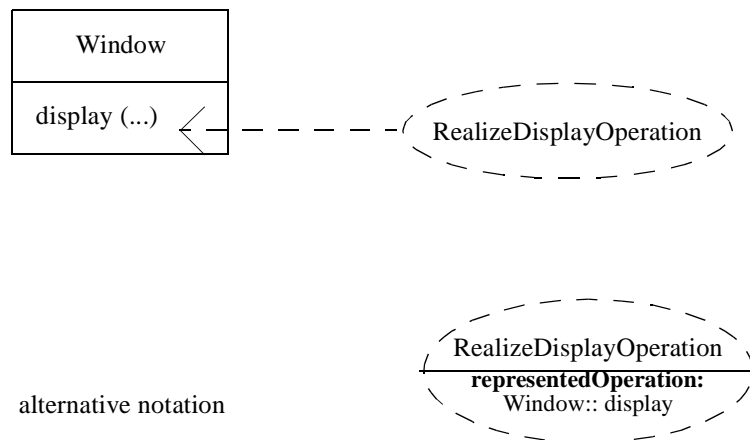 Window
display (...)
RealizeDisplayOperation
RealizeDisplayOperation
representedOperation:
Window:: display
alternative notation